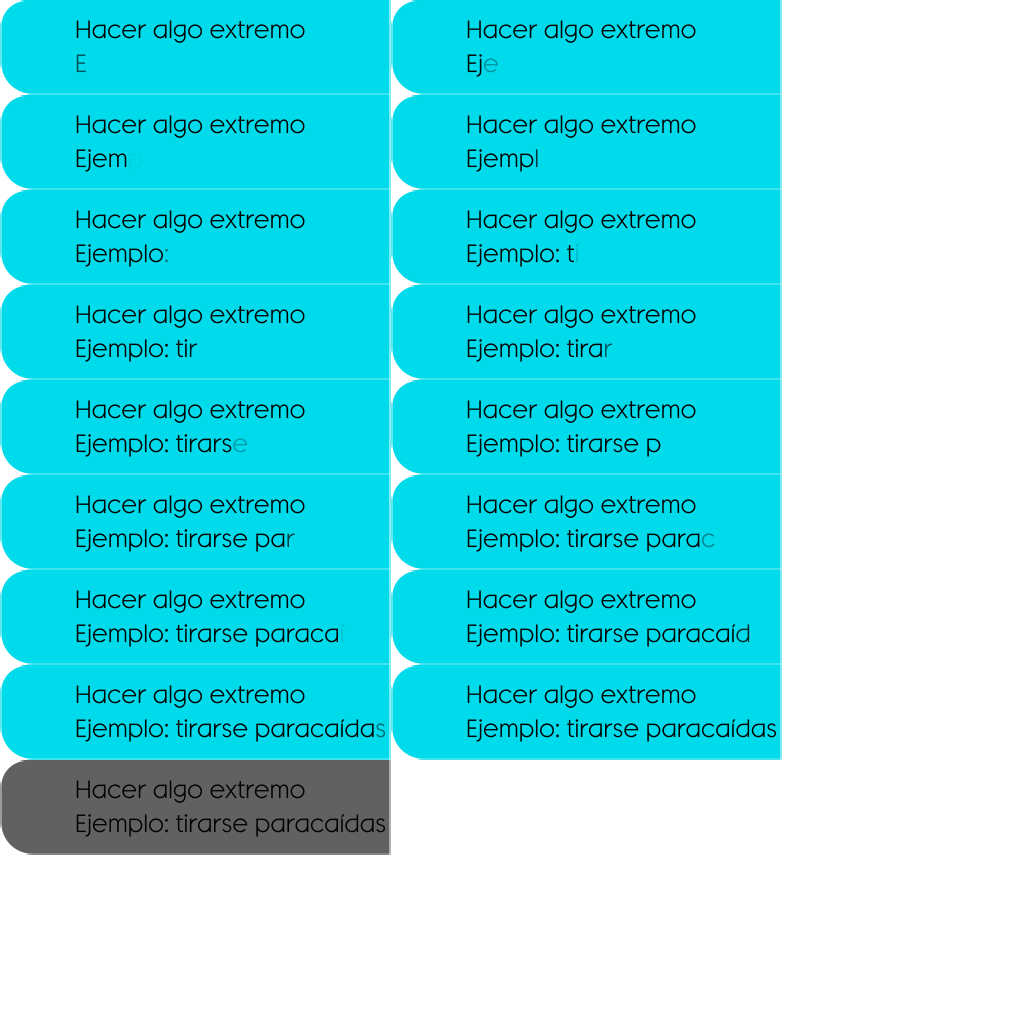 Hacer algo extremo
E
Hacer algo extremo
Eje
Hacer algo extremo
Ejemp
Hacer algo extremo
Ejempl
Hacer algo extremo
Ejemplo:
Hacer algo extremo
Ejemplo: ti
Hacer algo extremo
Ejemplo: tir
Hacer algo extremo
Ejemplo: tirar
Hacer algo extremo
Ejemplo: tirarse
Hacer algo extremo
Ejemplo: tirarse p
Hacer algo extremo
Ejemplo: tirarse par
Hacer algo extremo
Ejemplo: tirarse parac
Hacer algo extremo
Ejemplo: tirarse paracaí
Hacer algo extremo
Ejemplo: tirarse paracaíd
Hacer algo extremo
Ejemplo: tirarse paracaídas
Hacer algo extremo
Ejemplo: tirarse paracaídas
Hacer algo extremo
Ejemplo: tirarse paracaídas